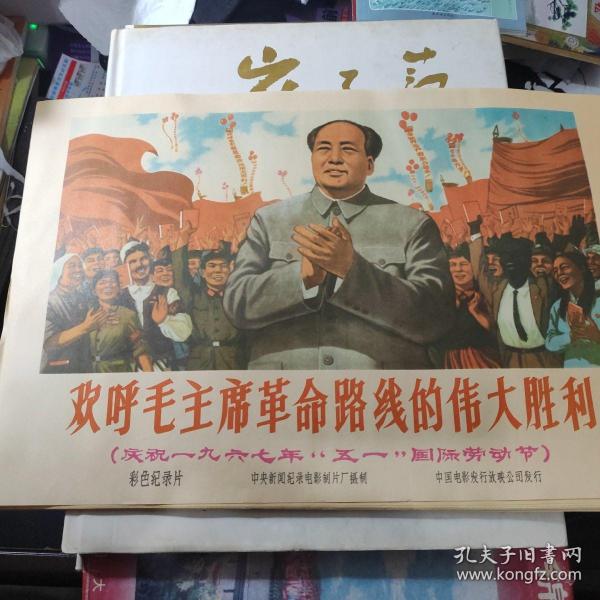 欢呼毛主席革命路线的伟大胜利
(庆祝一九六七年“五一”国际劳动节)
彩色纪录片 中央新闻纪录电影制片厂摄制 中国电影发行放映公司发行
孔夫子旧书网
www.kongfz.com